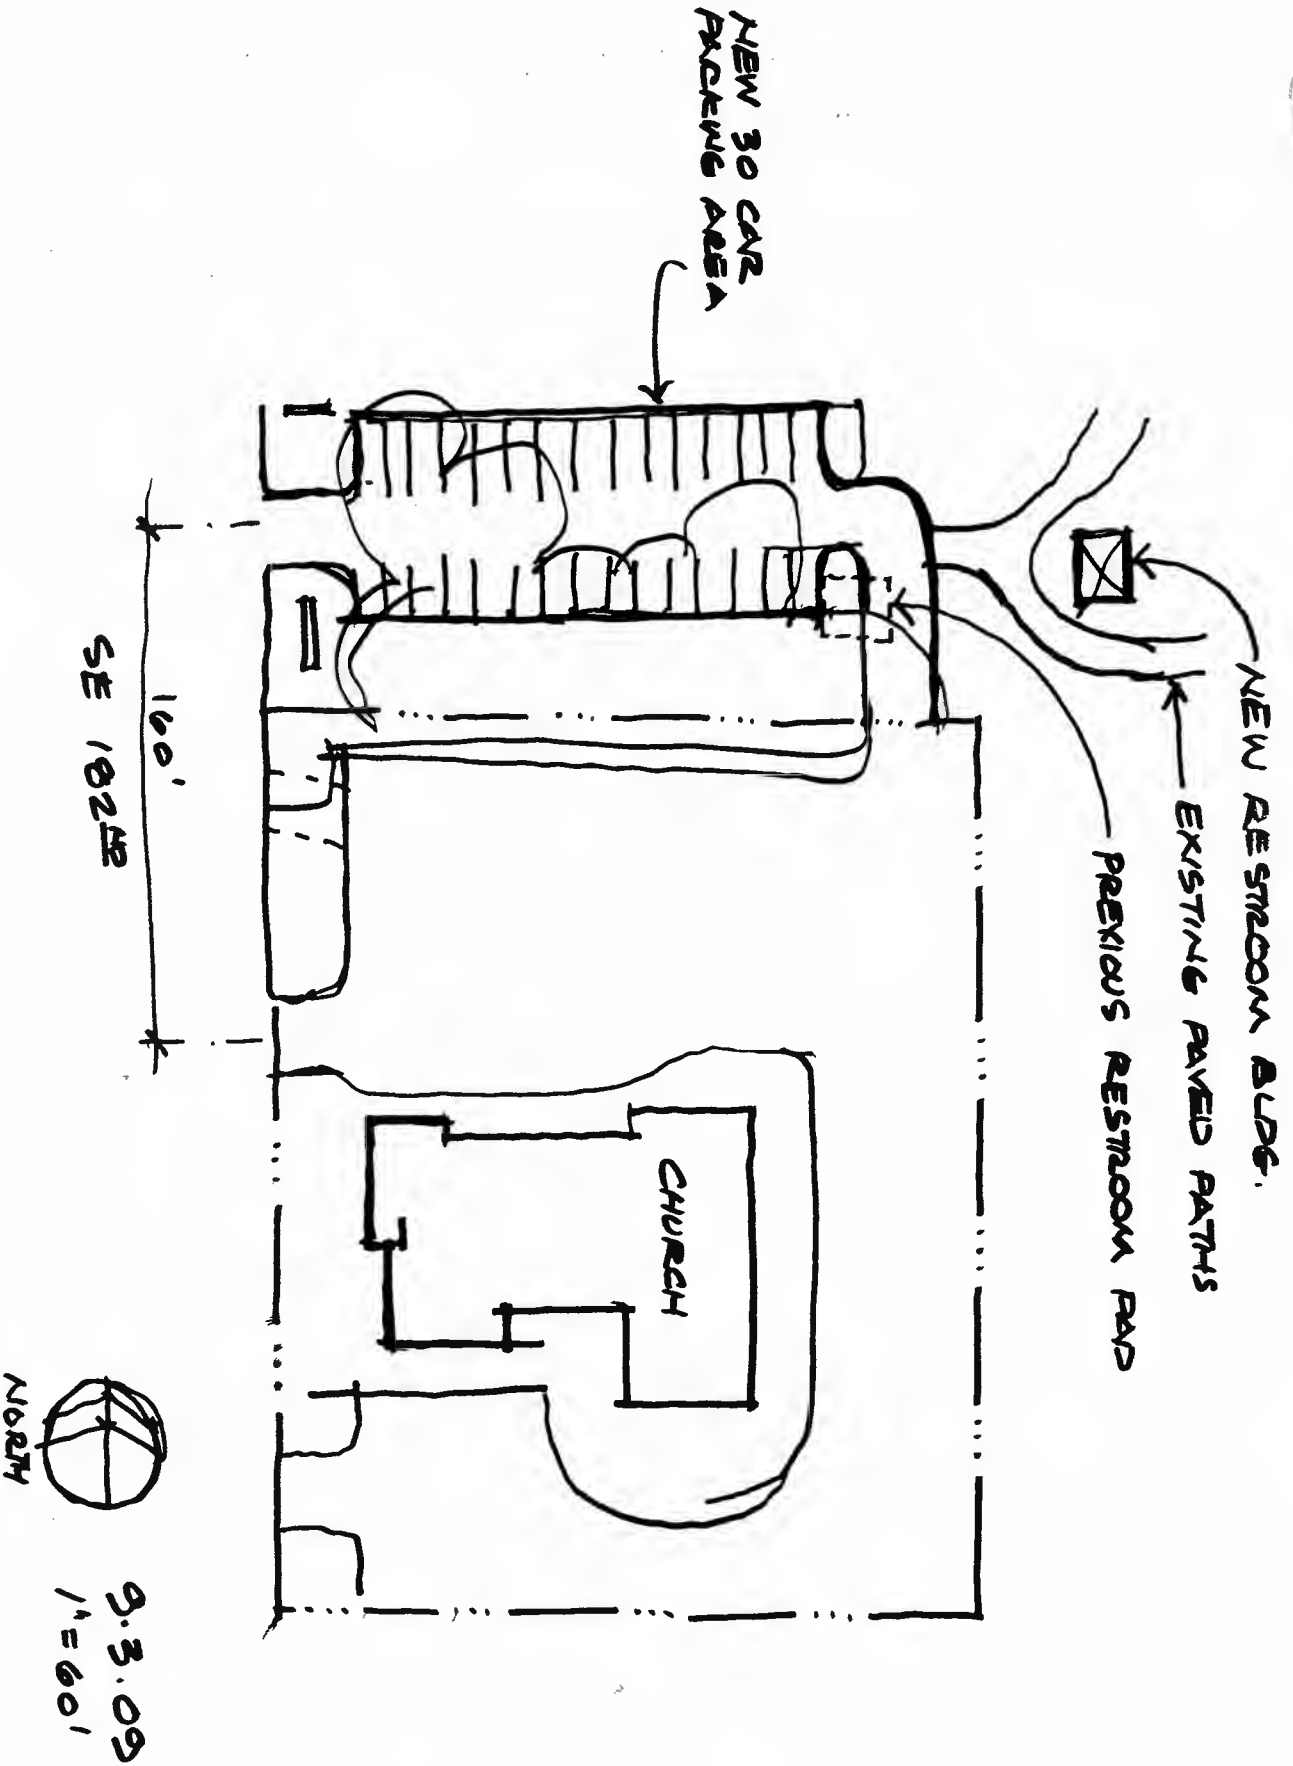 NEW RESTROOM BLDG.
EXISTING PAVED PATHS
PREVIOUS RESTROOM PAD
NEW 30 CAR
PARKING AREA
CHURCH
160'
SE 182ND
NORTH
9.3.09
1"=60'